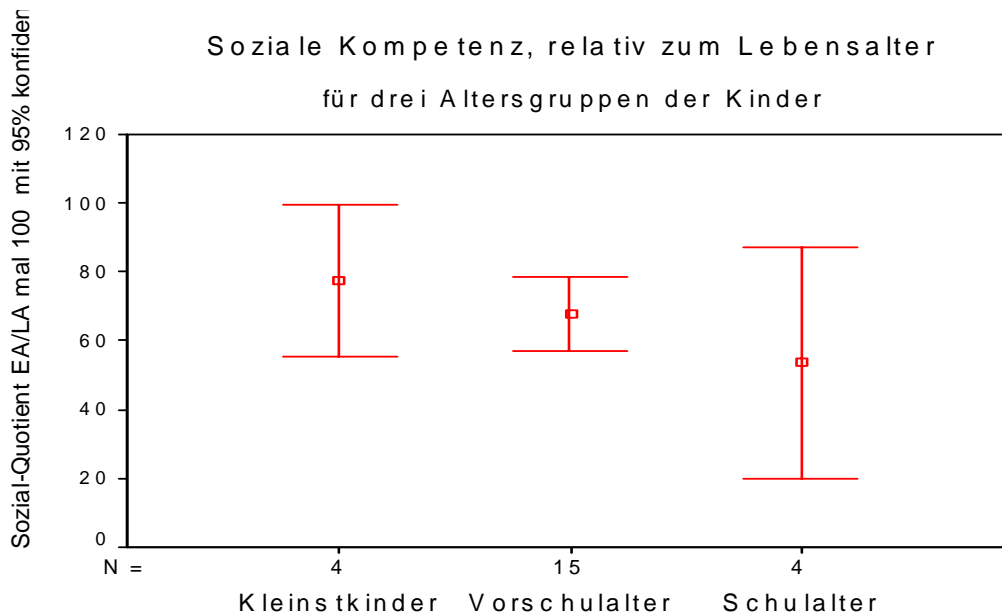 Soziale Kompetenz, relativ zum Lebensalter
für drei Altersgruppen der Kinder
Sozial-Quotient EA/LA mal 100 mit 95% konfiden
120
100
80
60
40
20
0
N = 4 15 4
Kleinstkinder Vorschulalter Schulalter